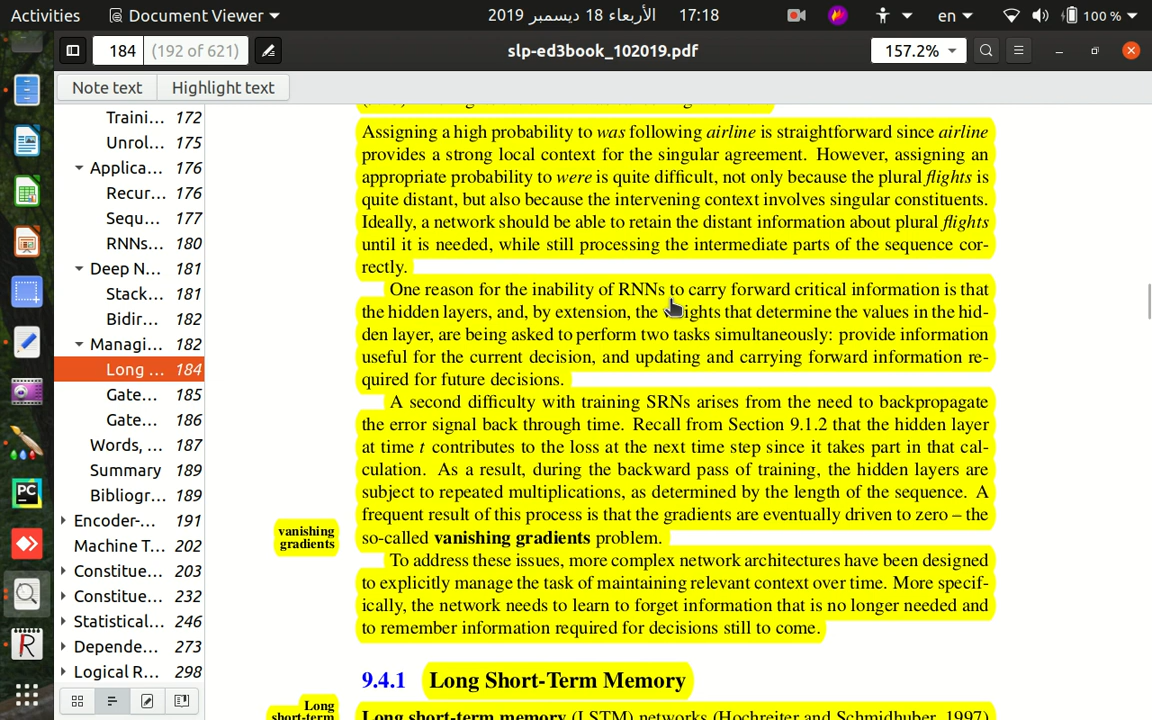 Activities
Document Viewer
الأربعاء 18 ديسمبر 2019 17:18
en
100 %
184
(192 of 621)
slp-ed3book_102019.pdf
157.2%
Note text
Highlight text
Traini... 172
Unrol... 175
Applica... 176
Recur... 176
Sequ... 177
RNNs... 180
Deep N... 181
Stack... 181
Bidir... 182
Managi... 182
Long ... 184
Gate... 185
Gate... 186
Words, ... 187
Summary 189
Bibliogr... 189
Encoder-... 191
Machine T... 202
Constitue... 203
Constitue... 232
Statistical... 246
Depende... 273
Logical R... 298
Assigning a high probability to was following airline is straightforward since airline
provides a strong local context for the singular agreement. However, assigning an
appropriate probability to were is quite difficult, not only because the plural flights is
quite distant, but also because the intervening context involves singular constituents.
Ideally, a network should be able to retain the distant information about plural flights
until it is needed, while still processing the intermediate parts of the sequence cor-
rectly.
One reason for the inability of RNNs to carry forward critical information is that
the hidden layers, and, by extension, the weights that determine the values in the hid-
den layer, are being asked to perform two tasks simultaneously: provide information
useful for the current decision, and updating and carrying forward information re-
quired for future decisions.
A second difficulty with training SRNs arises from the need to backpropagate
the error signal back through time. Recall from Section 9.1.2 that the hidden layer
at time t contributes to the loss at the next time step since it takes part in that cal-
culation. As a result, during the backward pass of training, the hidden layers are
subject to repeated multiplications, as determined by the length of the sequence. A
frequent result of this process is that the gradients are eventually driven to zero – the
so-called vanishing gradients problem.
vanishing
gradients
To address these issues, more complex network architectures have been designed
to explicitly manage the task of maintaining relevant context over time. More specif-
ically, the network needs to learn to forget information that is no longer needed and
to remember information required for decisions still to come.
9.4.1 Long Short-Term Memory
Long
short-term
Long short-term memory (LSTM) networks (Hochreiter and Schmidhuber, 1997)
PC
R